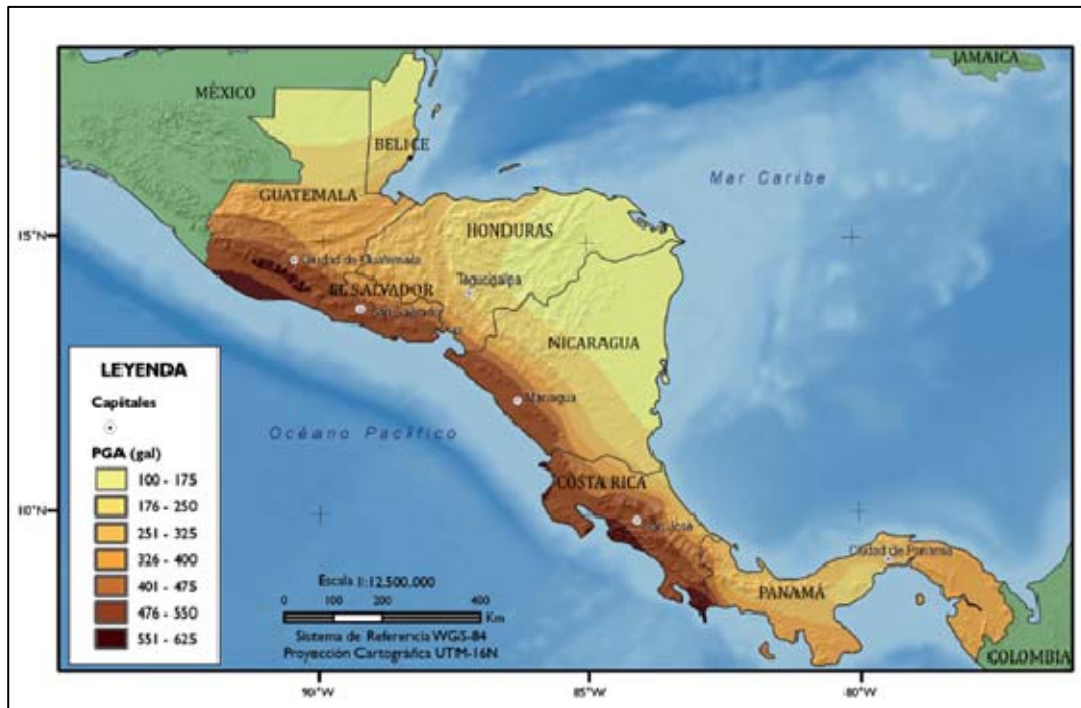 JAMAICA
MÉXICO
BELICE
Mar Caribe
GUATEMALA
15°N
HONDURAS
Ciudad de Guatemala
Tagucigalpa
EL SALVADOR
San Salvador
NICARAGUA
LEYENDA
Capitales
PGA (gal)
100 - 175
176 - 250
251 - 325
326 - 400
401 - 475
476 - 550
551 - 625
Managua
Océano Pacífico
COSTA RICA
10°N
San José
Ciudad de Panamá
PANAMÁ
COLOMBIA
Escala 1:12.500.000
0 100 200 400
Km
Sistema de Referencia WGS-84
Proyección Cartográfica UTM-16N
90°W
85°W
-80°W